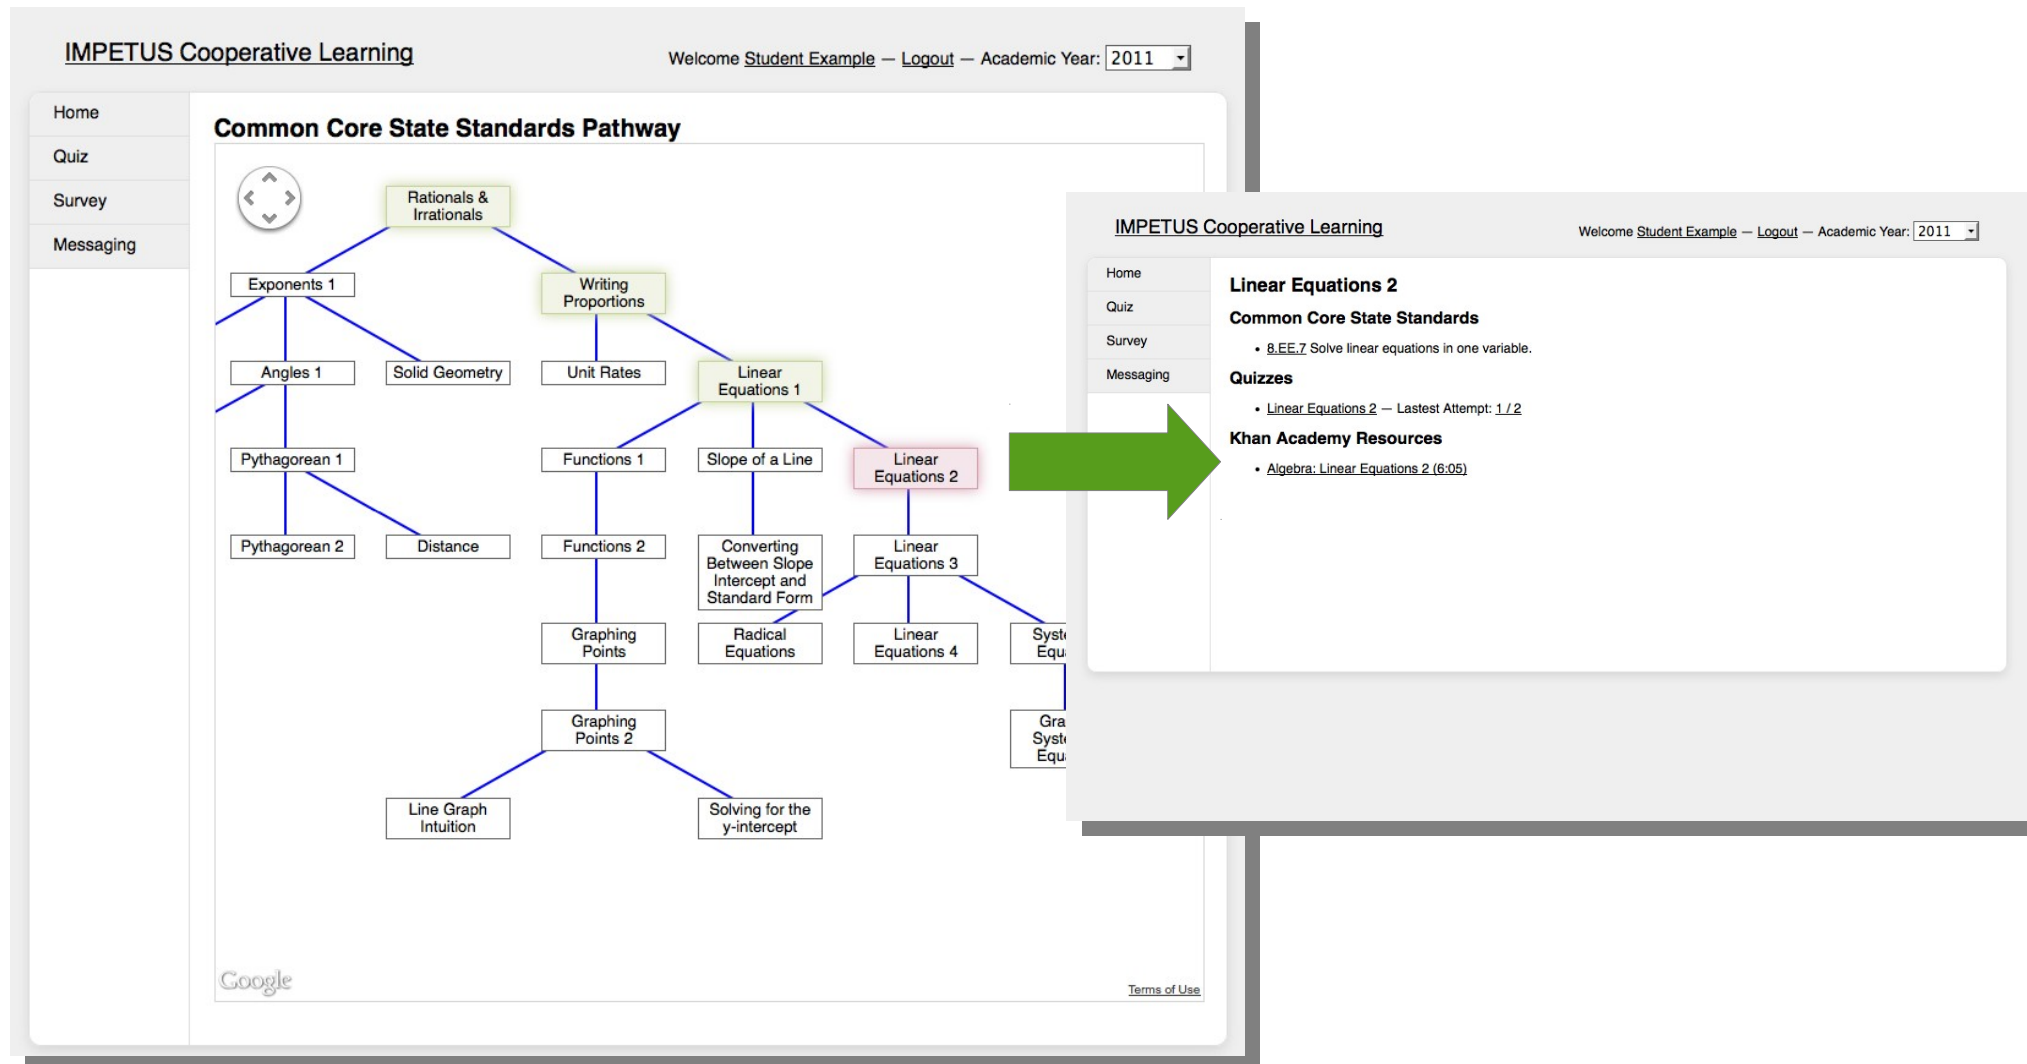 IMPETUS Cooperative Learning
Welcome Student Example — Logout — Academic Year: 2011
Home
Quiz
Survey
Messaging
Common Core State Standards Pathway
Rationals &
Irrationals
Exponents 1
Writing
Proportions
Angles 1
Solid Geometry
Unit Rates
Linear
Equations 1
Pythagorean 1
Functions 1
Slope of a Line
Linear
Equations 2
Pythagorean 2
Distance
Functions 2
Converting
Between Slope
Intercept and
Standard Form
Linear
Equations 3
Graphing
Points
Radical
Equations
Linear
Equations 4
Syste
Equa
Graphing
Points 2
Gra
Syste
Equa
Line Graph
Intuition
Solving for the
y-intercept
Google
Terms of Use
IMPETUS Cooperative Learning
Welcome Student Example — Logout — Academic Year: 2011
Home
Quiz
Survey
Messaging
Linear Equations 2
Common Core State Standards
• 8.EE.7 Solve linear equations in one variable.
Quizzes
• Linear Equations 2 — Lastest Attempt: 1 / 2
Khan Academy Resources
• Algebra: Linear Equations 2 (6:05)